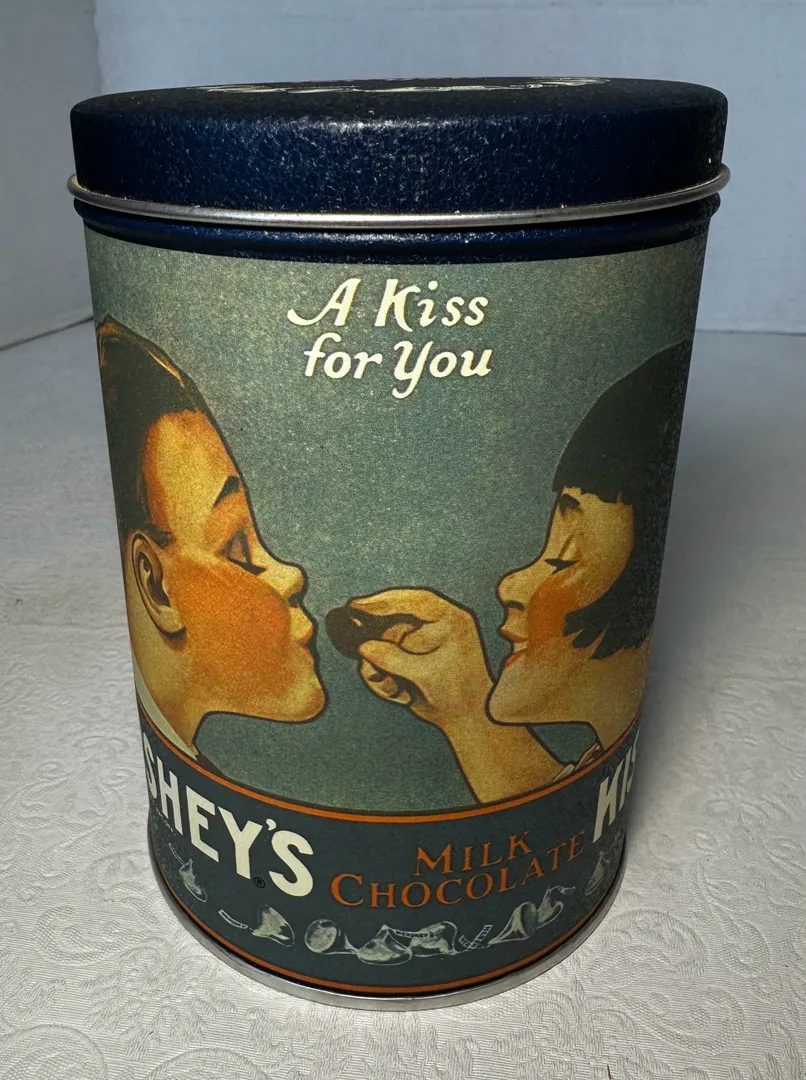 A Kiss
for You
SHEY'S
®
MILK
CHOCOLATE
KIS